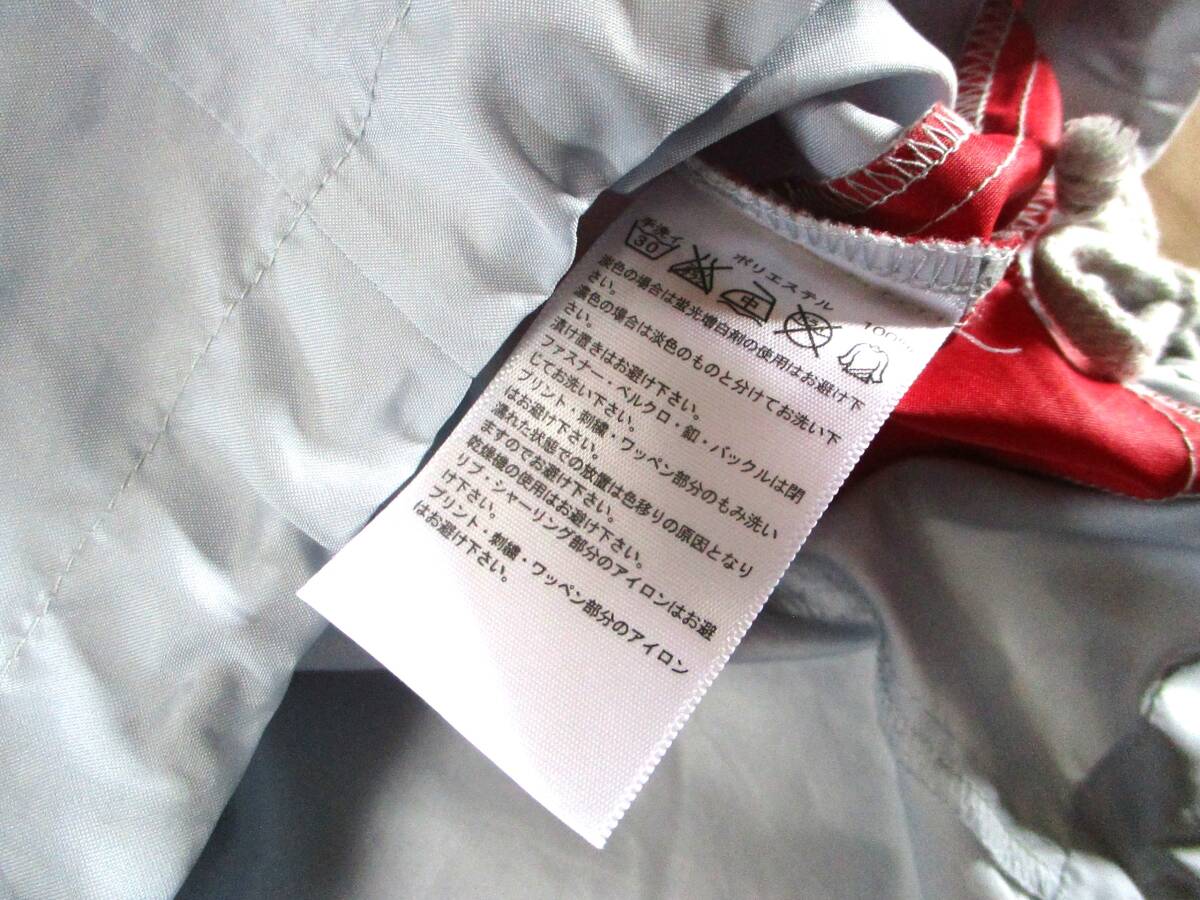 ポリエステル 100%
手洗イ
30
中
淡色の場合は蛍光増白剤の使用はお避け下
さい。
濃色の場合は淡色のものと分けてお洗い下
さい。
漬け置きはお避け下さい。
ファスナー・ベルクロ・釦・バックルは閉
じてお洗い下さい。
プリント・刺繍・ワッペン部分のもみ洗い
はお避け下さい。
濡れた状態での放置は色移りの原因となり
ますのでお避け下さい。
乾燥機の使用はお避け下さい。
リブ・シャーリング部分のアイロンはお避
け下さい。
プリント・刺繍・ワッペン部分のアイロン
はお避け下さい。